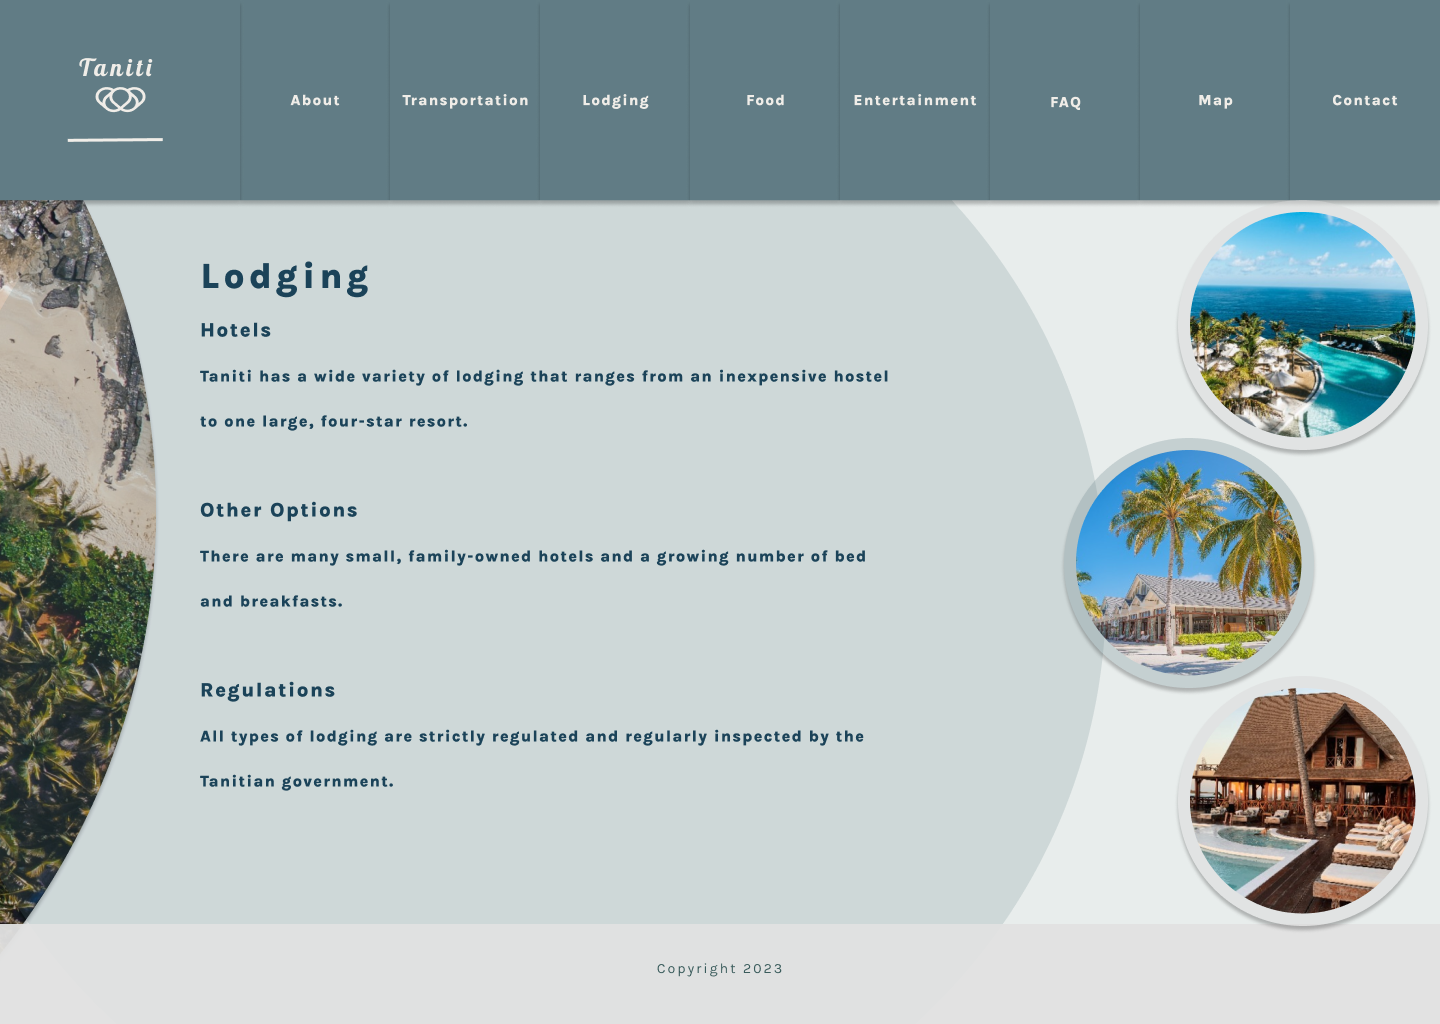 Taniti
About
Transportation
Lodging
Food
Entertainment
FAQ
Map
Contact
Lodging
Hotels
Taniti has a wide variety of lodging that ranges from an inexpensive hostel
to one large, four-star resort.
Other Options
There are many small, family-owned hotels and a growing number of bed
and breakfasts.
Regulations
All types of lodging are strictly regulated and regularly inspected by the
Tanitian government.
Copyright 2023